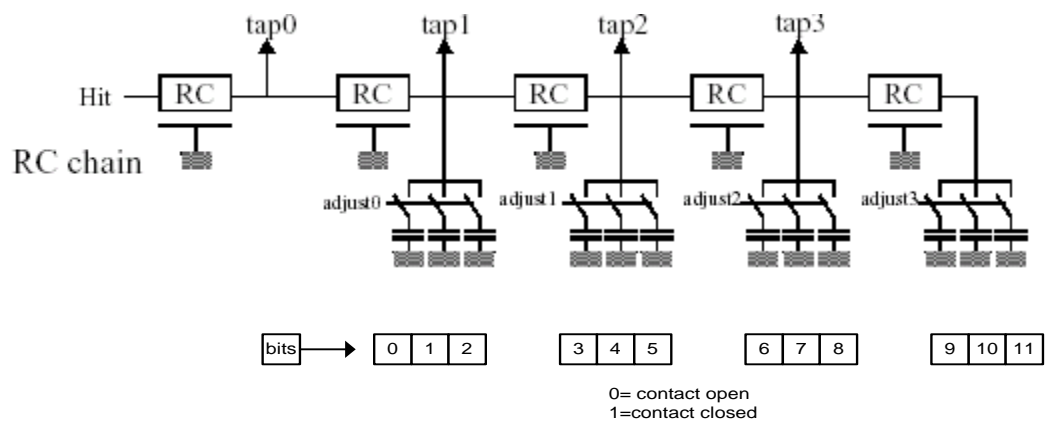 tap0 tap1 tap2 tap3
Hit RC RC RC RC RC
RC chain
adjust0 adjust1 adjust2 adjust3
bits 0 1 2 3 4 5 6 7 8 9 10 11
0= contact open
1=contact closed